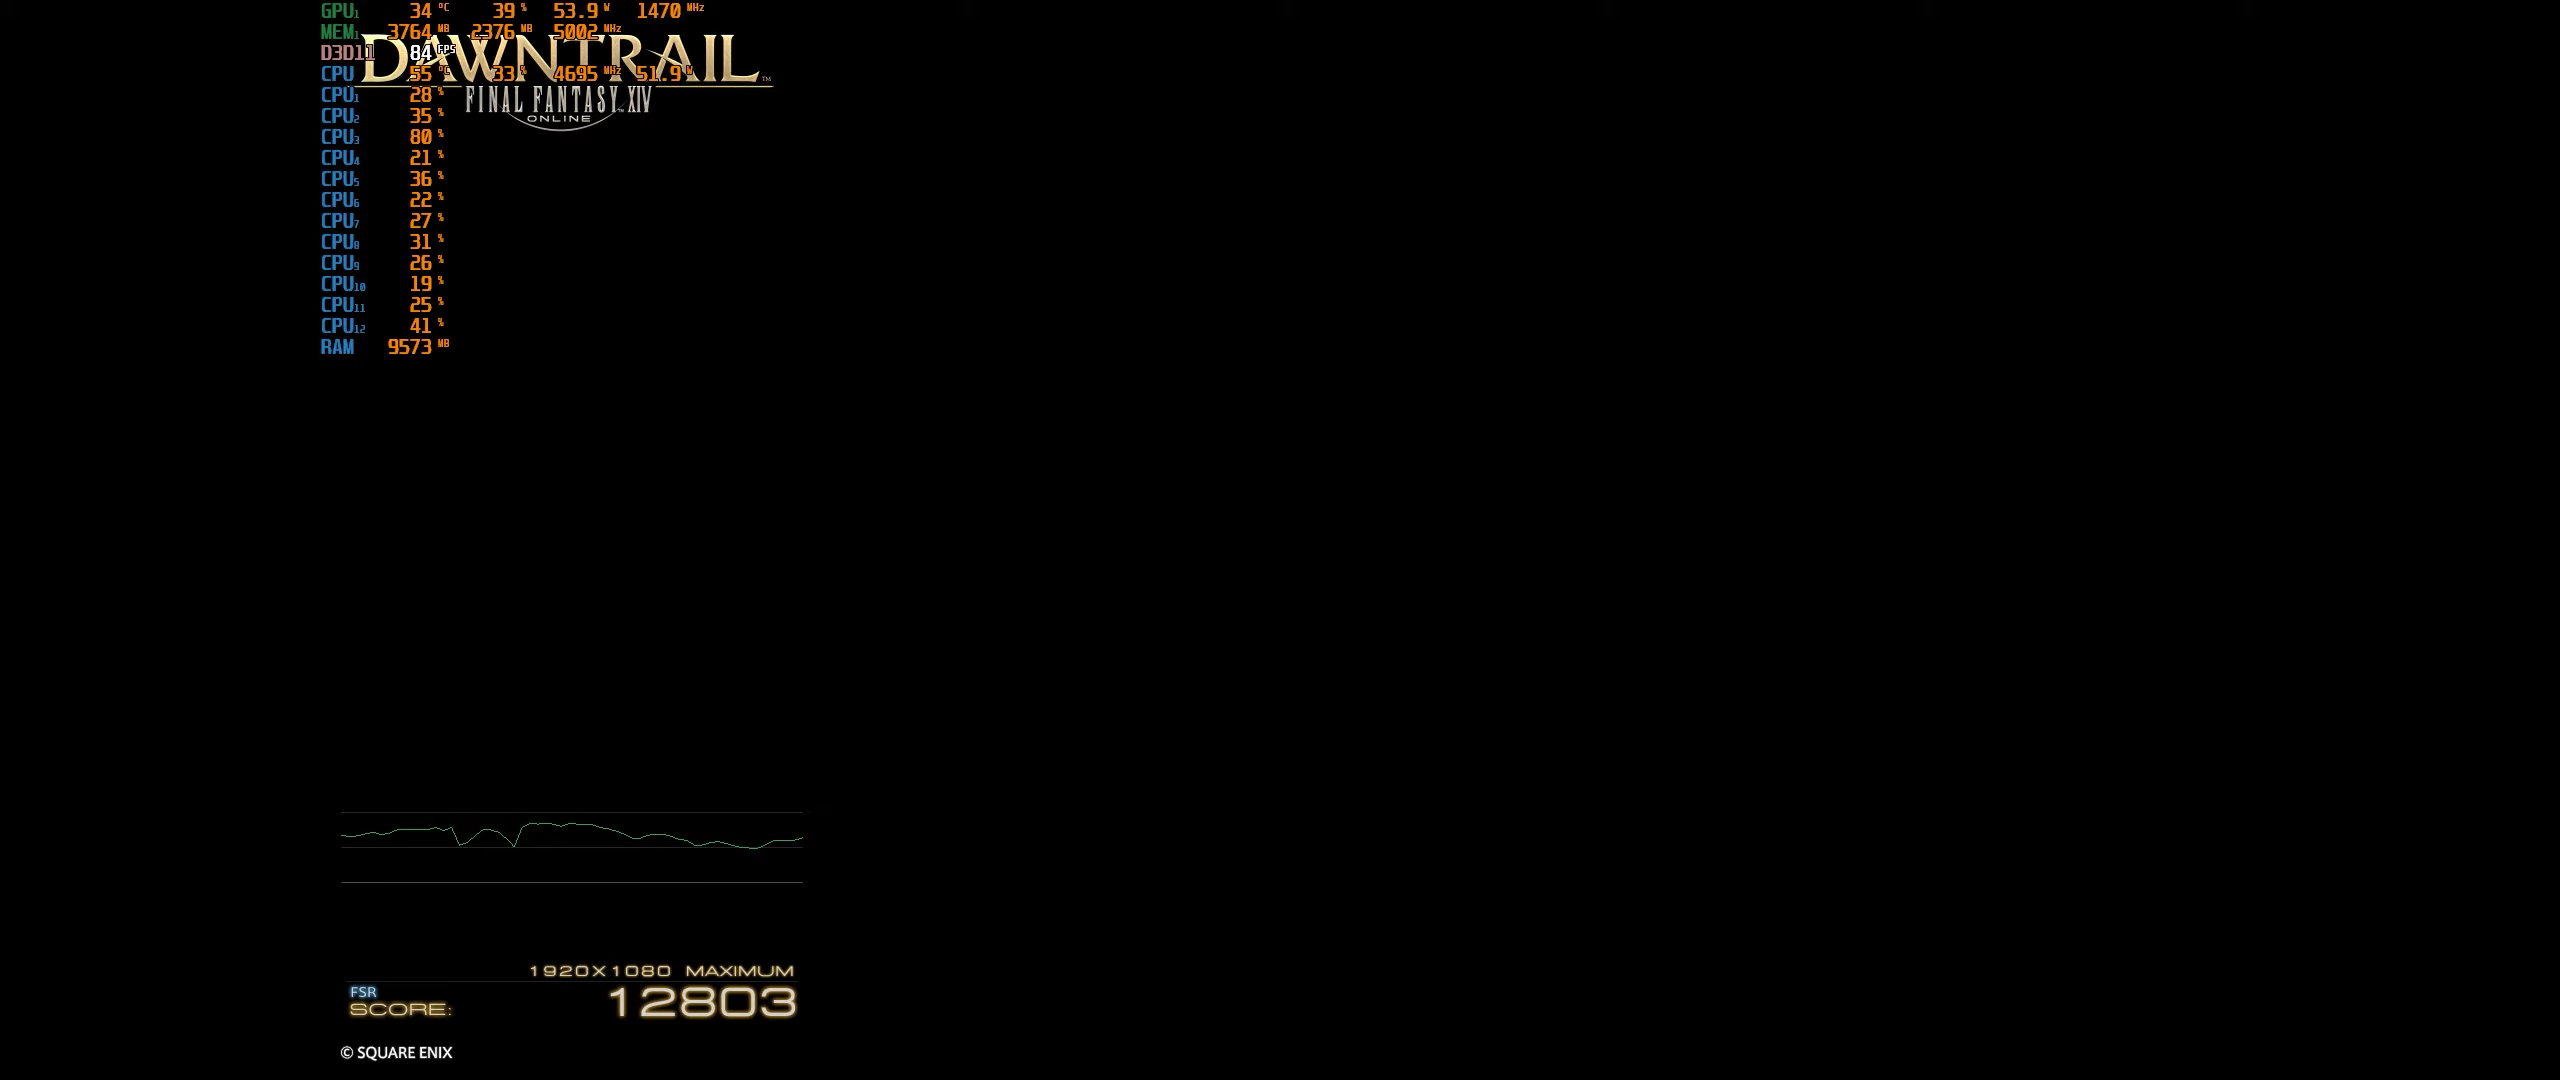 GPU1 34 °C 39 % 53.9 W 1470 MHz
MEM1 3764 MB 2376 MB 5002 MHz
D3D11 84 FPS
DAWNTRAIL™
CPU 55 °C 33 % 4695 MHz 51.9 W
CPU1 28 %
FINAL FANTASY XIV
ONLINE
CPU2 35 %
CPU3 80 %
CPU4 21 %
CPU5 36 %
CPU6 22 %
CPU7 27 %
CPU8 31 %
CPU9 26 %
CPU10 19 %
CPU11 25 %
CPU12 41 %
RAM 9573 MB
1920X1080 MAXIMUM
FSR
SCORE: 12803
© SQUARE ENIX